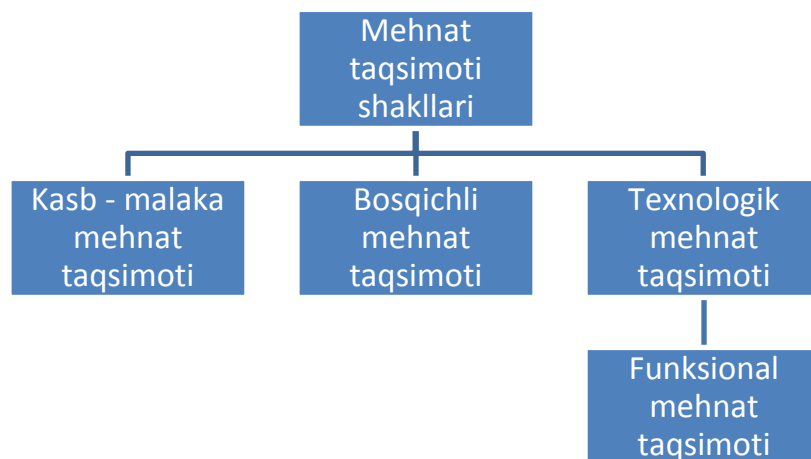 Mehnat
taqsimoti
shakllari
Kasb - malaka
mehnat
taqsimoti
Bosqichli
mehnat
taqsimoti
Texnologik
mehnat
taqsimoti
Funksional
mehnat
taqsimoti